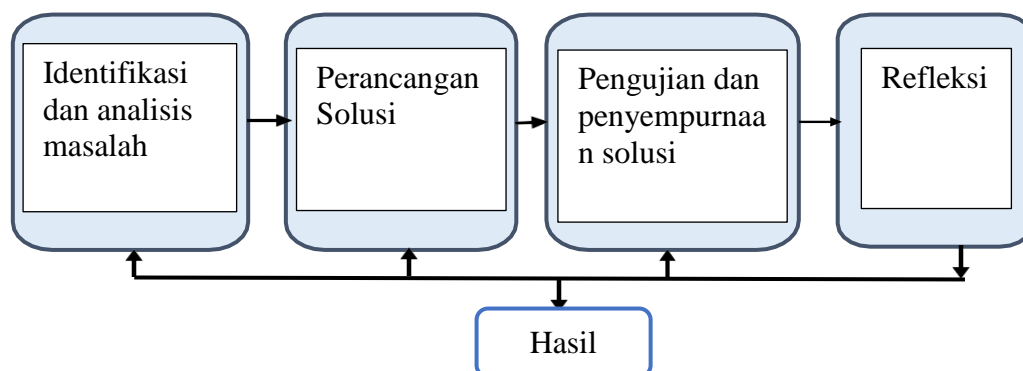 Identifikasi
dan analisis
masalah
Perancangan
Solusi
Pengujian dan
penyempurnaa
n solusi
Refleksi
Hasil